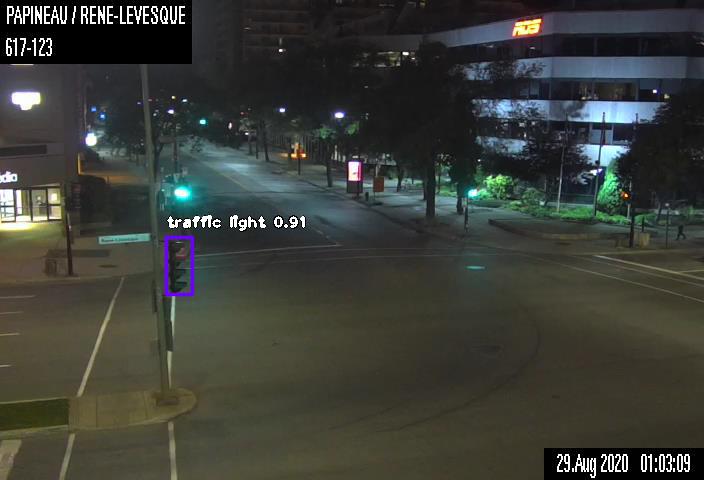 PAPINEAU / RENE-LEVESQUE
617-123
traffic light 0.91
29.Aug 2020 01:03:09